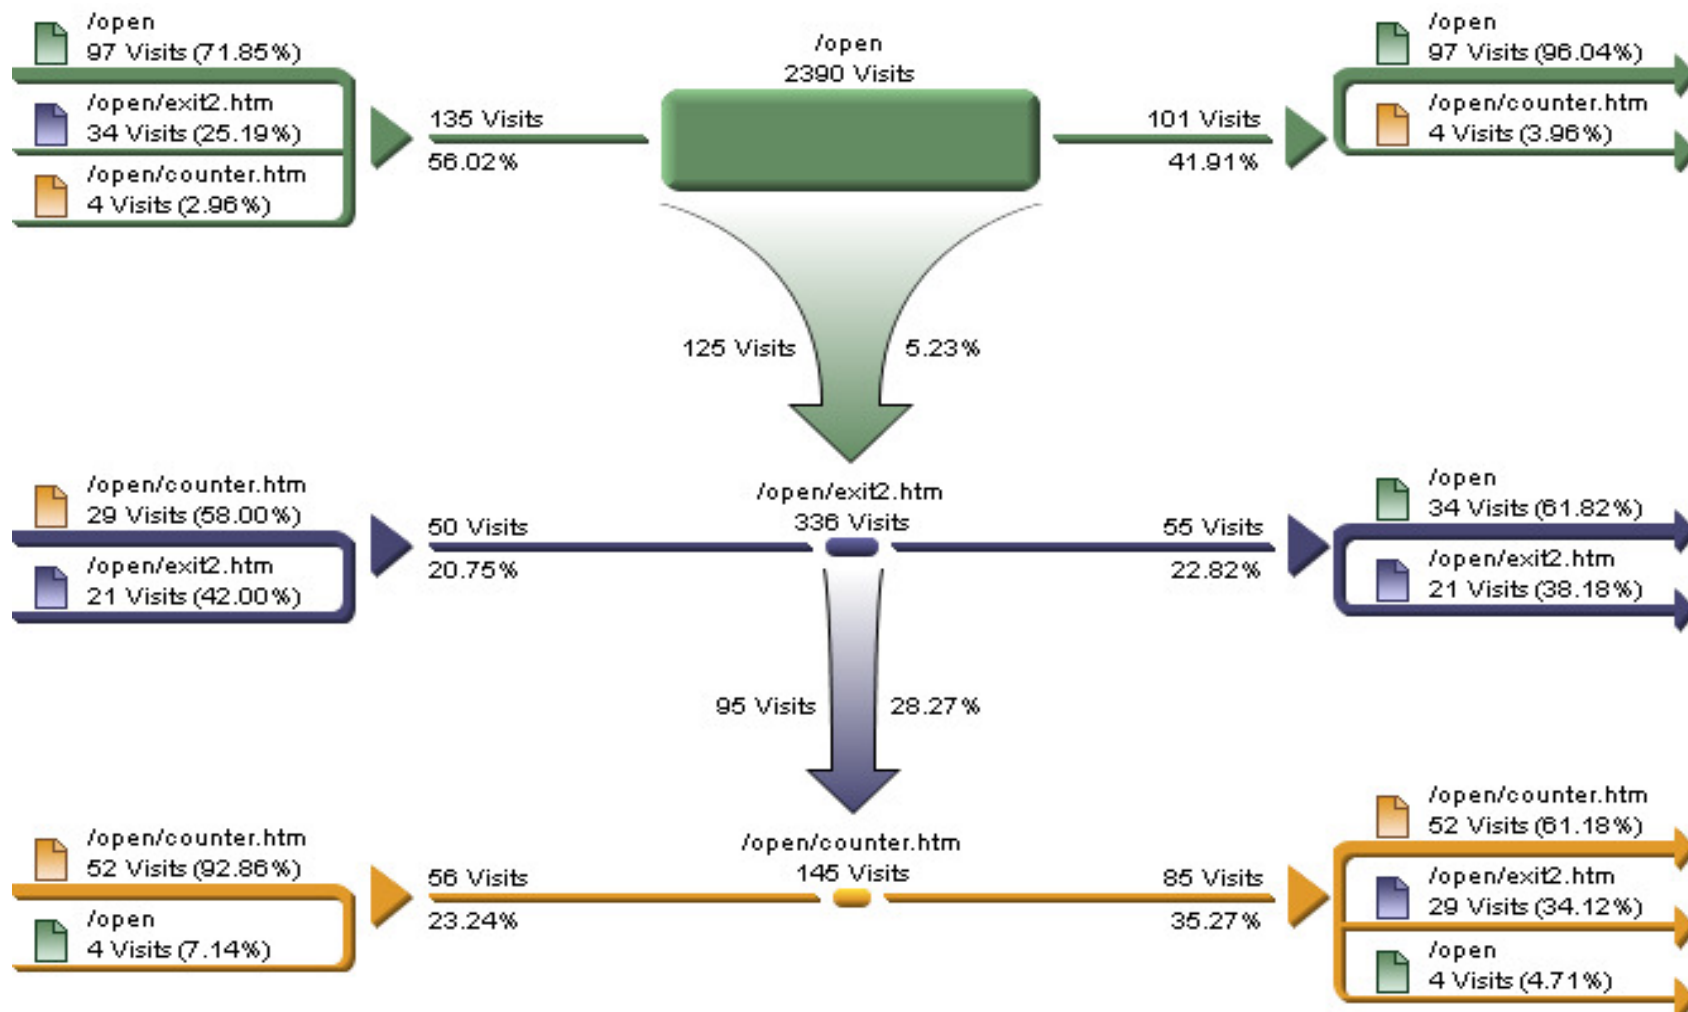 /open
97 Visits (71.85%)
/open/exit2.htm
34 Visits (25.19%)
/open/counter.htm
4 Visits (2.96%)
135 Visits
56.02%
/open
2390 Visits
101 Visits
41.91%
/open
97 Visits (96.04%)
/open/counter.htm
4 Visits (3.96%)
125 Visits
5.23%
/open/counter.htm
29 Visits (58.00%)
/open/exit2.htm
21 Visits (42.00%)
50 Visits
20.75%
/open/exit2.htm
336 Visits
55 Visits
22.82%
/open
34 Visits (61.82%)
/open/exit2.htm
21 Visits (38.18%)
95 Visits
28.27%
/open/counter.htm
52 Visits (92.86%)
/open
4 Visits (7.14%)
56 Visits
23.24%
/open/counter.htm
145 Visits
85 Visits
35.27%
/open/counter.htm
52 Visits (61.18%)
/open/exit2.htm
29 Visits (34.12%)
/open
4 Visits (4.71%)